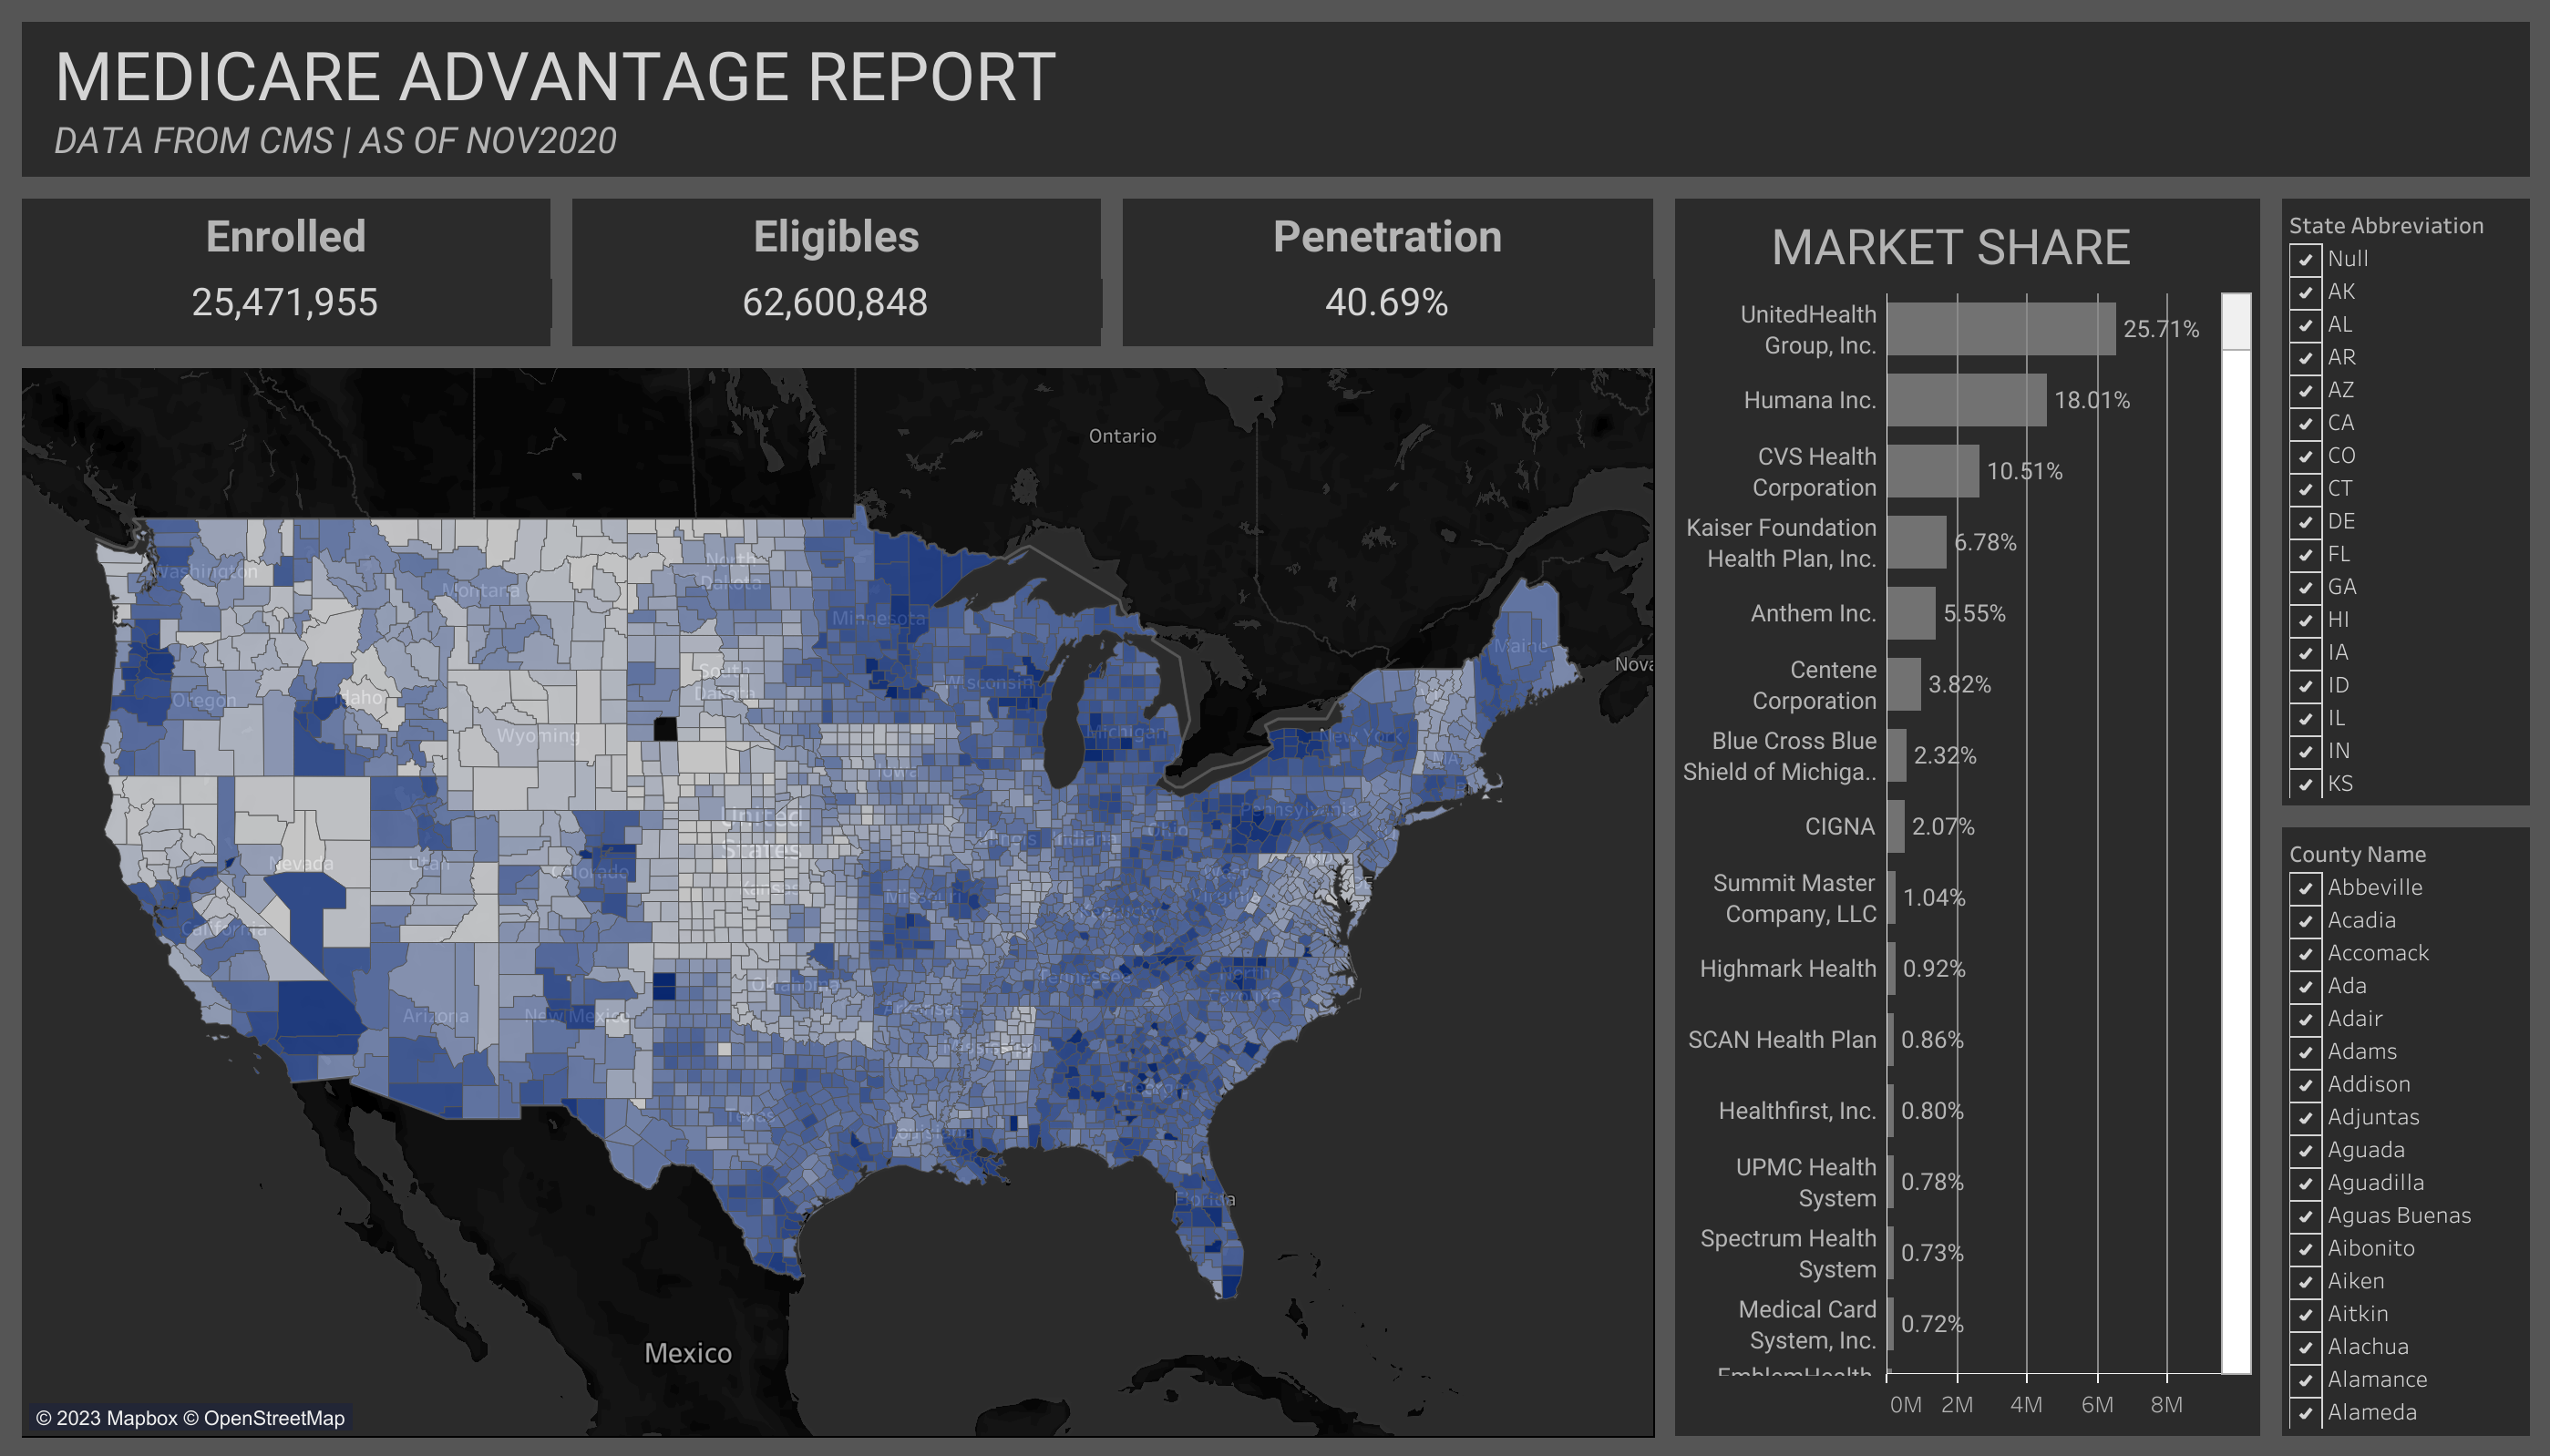 MEDICARE ADVANTAGE REPORT
DATA FROM CMS | AS OF NOV2020
Enrolled
25,471,955
Eligibles
62,600,848
Penetration
40.69%
Ontario
Nova
Washington
Montana
North
Dakota
Minnesota
Maine
South
Dakota
Wisconsin
Oregon
Idaho
Wyoming
Michigan
New York
MA
Iowa
United
States
Pennsylvania
Illinois
Indiana
Ohio
Nevada
Utah
Colorado
Kansas
Missouri
West
Virginia
Kentucky
DE
California
Oklahoma
Tennessee
North
Carolina
Arizona
New Mexico
Arkansas
Mississippi
Georgia
Texas
Louisiana
Florida
Mexico
© 2023 Mapbox © OpenStreetMap
MARKET SHARE
UnitedHealth
Group, Inc.
25.71%
Humana Inc.
18.01%
CVS Health
Corporation
10.51%
Kaiser Foundation
Health Plan, Inc.
6.78%
Anthem Inc.
5.55%
Centene
Corporation
3.82%
Blue Cross Blue
Shield of Michiga..
2.32%
CIGNA
2.07%
Summit Master
Company, LLC
1.04%
Highmark Health
0.92%
SCAN Health Plan
0.86%
Healthfirst, Inc.
0.80%
UPMC Health
System
0.78%
Spectrum Health
System
0.73%
Medical Card
System, Inc.
0.72%
EmblemHealth,
0M 2M 4M 6M 8M
State Abbreviation
Null
AK
AL
AR
AZ
CA
CO
CT
DE
FL
GA
HI
IA
ID
IL
IN
KS
County Name
Abbeville
Acadia
Accomack
Ada
Adair
Adams
Addison
Adjuntas
Aguada
Aguadilla
Aguas Buenas
Aibonito
Aiken
Aitkin
Alachua
Alamance
Alameda